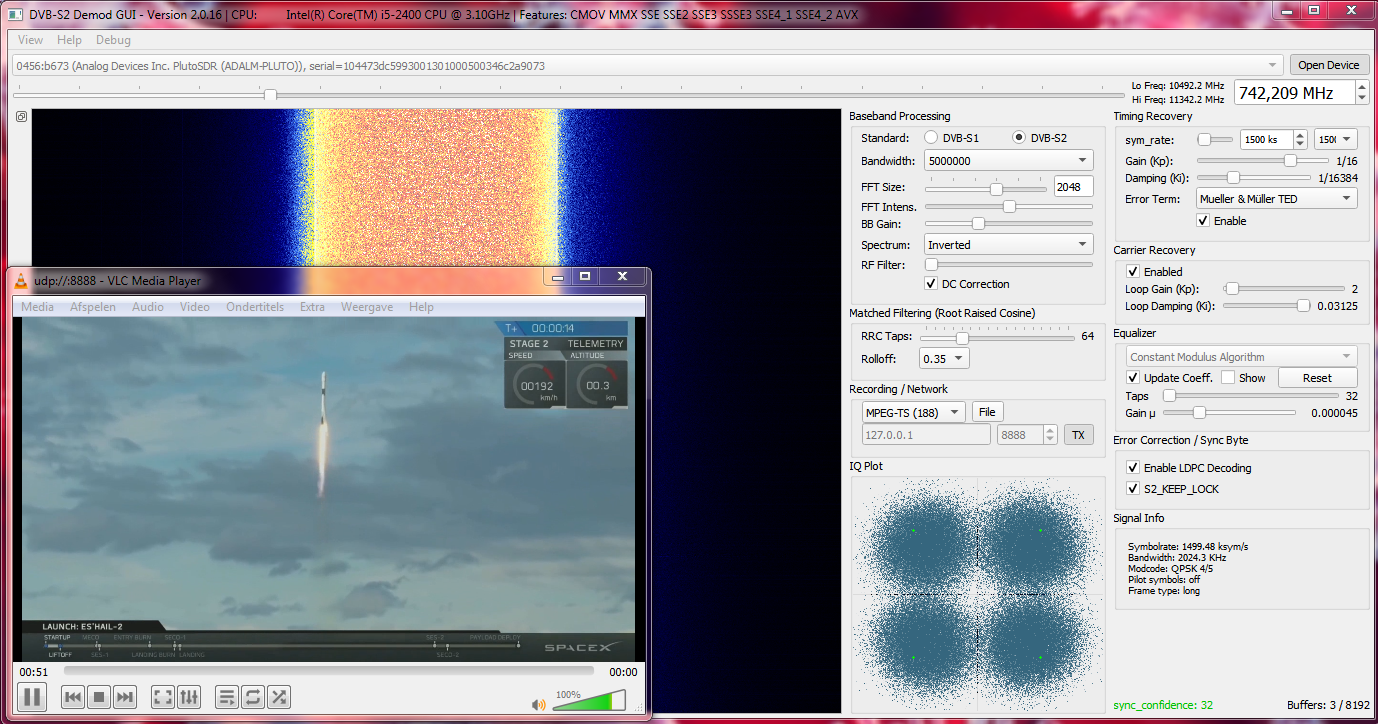 DVB-S2 Demod GUI - Version 2.0.16 | CPU: Intel(R) Core(TM) i5-2400 CPU @ 3.10GHz | Features: CMOV MMX SSE SSE2 SSE3 SSSE3 SSE4_1 SSE4_2 AVX
View Help Debug
0456:b673 (Analog Devices Inc. PlutoSDR (ADALM-PLUTO)), serial=104473dc5993001301000500346c2a9073
Open Device
Lo Freq: 10492.2 MHz
Hi Freq: 11342.2 MHz
742,209 MHz
Baseband Processing
Standard: DVB-S1 DVB-S2
Bandwidth: 5000000
FFT Size: 2048
FFT Intens.
BB Gain:
Spectrum: Inverted
RF Filter:
DC Correction
Matched Filtering (Root Raised Cosine)
RRC Taps: 64
Rolloff: 0.35
Recording / Network
MPEG-TS (188) File
127.0.0.1 8888 TX
IQ Plot
Timing Recovery
sym_rate: 1500 ks 150(
Gain (Kp): 1/16
Damping (Ki): 1/16384
Error Term: Mueller & Müller TED
Enable
Carrier Recovery
Enabled
Loop Gain (Kp): 2
Loop Damping (Ki): 0.03125
Equalizer
Constant Modulus Algorithm
Update Coeff. Show Reset
Taps 32
Gain µ 0.000045
Error Correction / Sync Byte
Enable LDPC Decoding
S2_KEEP_LOCK
Signal Info
Symbolrate: 1499.48 ksym/s
Bandwidth: 2024.3 KHz
Modcode: QPSK 4/5
Pilot symbols: off
Frame type: long
sync_confidence: 32 Buffers: 3 / 8192
udp://:8888 - VLC Media Player
Media Afspelen Audio Video Ondertitels Extra Weergave Help
T+ 00:00:14
STAGE 2 TELEMETRY
SPEED ALTITUDE
00192 00.3
km/h km
LAUNCH: ES'HAIL-2
STARTUP MECO ENTRY BURN SECO-1 SES-2 PAYLOAD DEPLOY
LIFTOFF SES-1 LANDING BURN LANDING SECO-2
SPACEX
00:51 00:00
100%